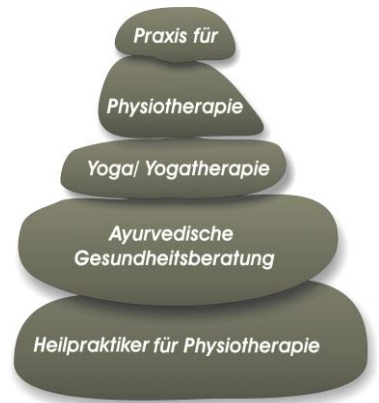 Praxis für
Physiotherapie
Yoga/ Yogatherapie
Ayurvedische
Gesundheitsberatung
Heilpraktiker für Physiotherapie